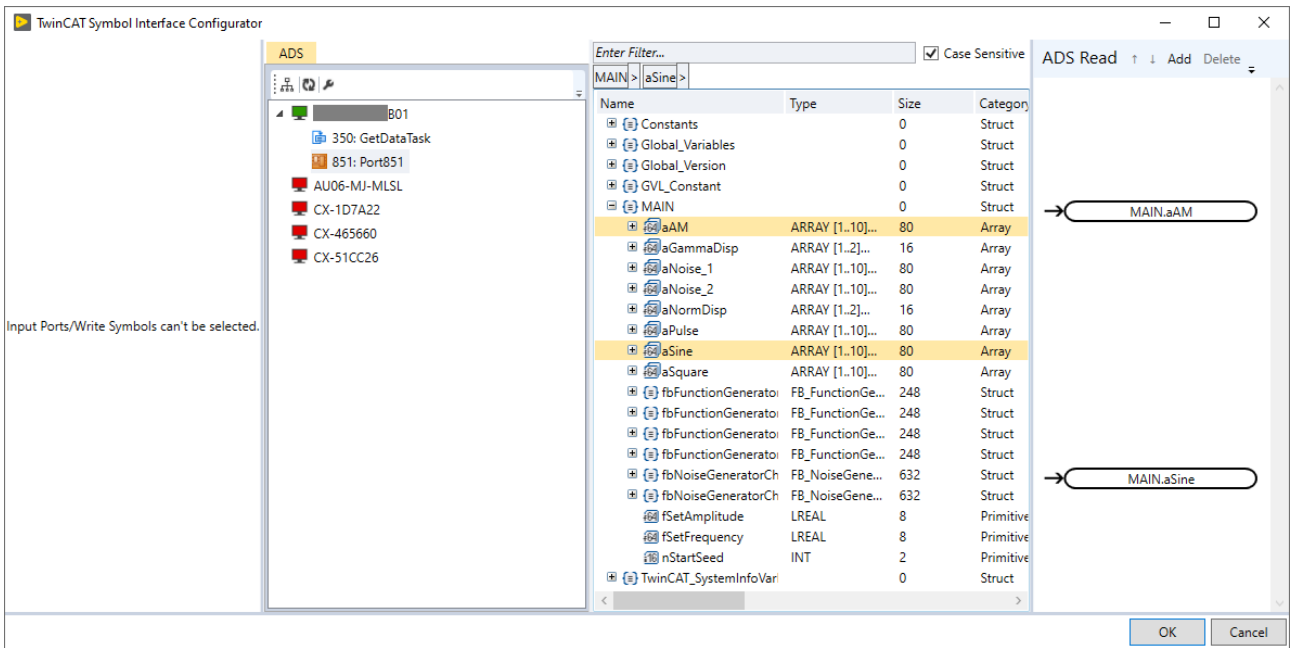 TwinCAT Symbol Interface Configurator
Input Ports/Write Symbols can't be selected.
ADS
B01
350: GetDataTask
851: Port851
AU06-MJ-MLSL
CX-1D7A22
CX-465660
CX-51CC26
Enter Filter... Case Sensitive
MAIN > aSine >
Name Type Size Category
Constants 0 Struct
Global_Variables 0 Struct
Global_Version 0 Struct
GVL_Constant 0 Struct
MAIN 0 Struct
aAM ARRAY [1..10]... 80 Array
aGammaDisp ARRAY [1..2]... 16 Array
aNoise_1 ARRAY [1..10]... 80 Array
aNoise_2 ARRAY [1..10]... 80 Array
aNormDisp ARRAY [1..2]... 16 Array
aPulse ARRAY [1..10]... 80 Array
aSine ARRAY [1..10]... 80 Array
aSquare ARRAY [1..10]... 80 Array
fbFunctionGenerator FB_FunctionGe... 248 Struct
fbFunctionGenerator FB_FunctionGe... 248 Struct
fbFunctionGenerator FB_FunctionGe... 248 Struct
fbFunctionGenerator FB_FunctionGe... 248 Struct
fbNoiseGeneratorCh FB_NoiseGene... 632 Struct
fbNoiseGeneratorCh FB_NoiseGene... 632 Struct
fSetAmplitude LREAL 8 Primitive
fSetFrequency LREAL 8 Primitive
nStartSeed INT 2 Primitive
TwinCAT_SystemInfoVarl 0 Struct
ADS Read ↑ ↓ Add Delete
MAIN.aAM
MAIN.aSine
OK Cancel